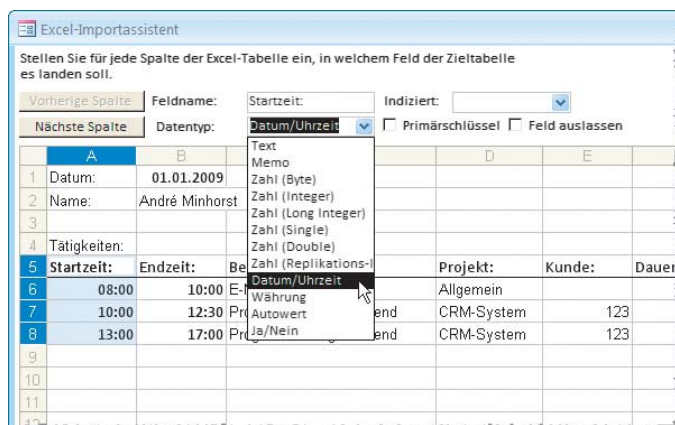 Excel-Importassistent
Stellen Sie für jede Spalte der Excel-Tabelle ein, in welchem Feld der Zieltabelle
es landen soll.
Vorherige Spalte Feldname: Startzeit: Indiziert:
Nächste Spalte Datentyp: Datum/Uhrzeit Primärschlüssel Feld auslassen
Text
Memo
Zahl (Byte)
Zahl (Integer)
Zahl (Long Integer)
Zahl (Single)
Zahl (Double)
Zahl (Replikations-I
Datum/Uhrzeit
Währung
Autowert
Ja/Nein
A B D E
1 Datum: 01.01.2009
2 Name: André Minhorst
3
4 Tätigkeiten:
5 Startzeit: Endzeit: Be Projekt: Kunde: Dauer
6 08:00 10:00 E-N Allgemein
7 10:00 12:30 Pro end CRM-System 123
8 13:00 17:00 end CRM-System 123
9
10
11